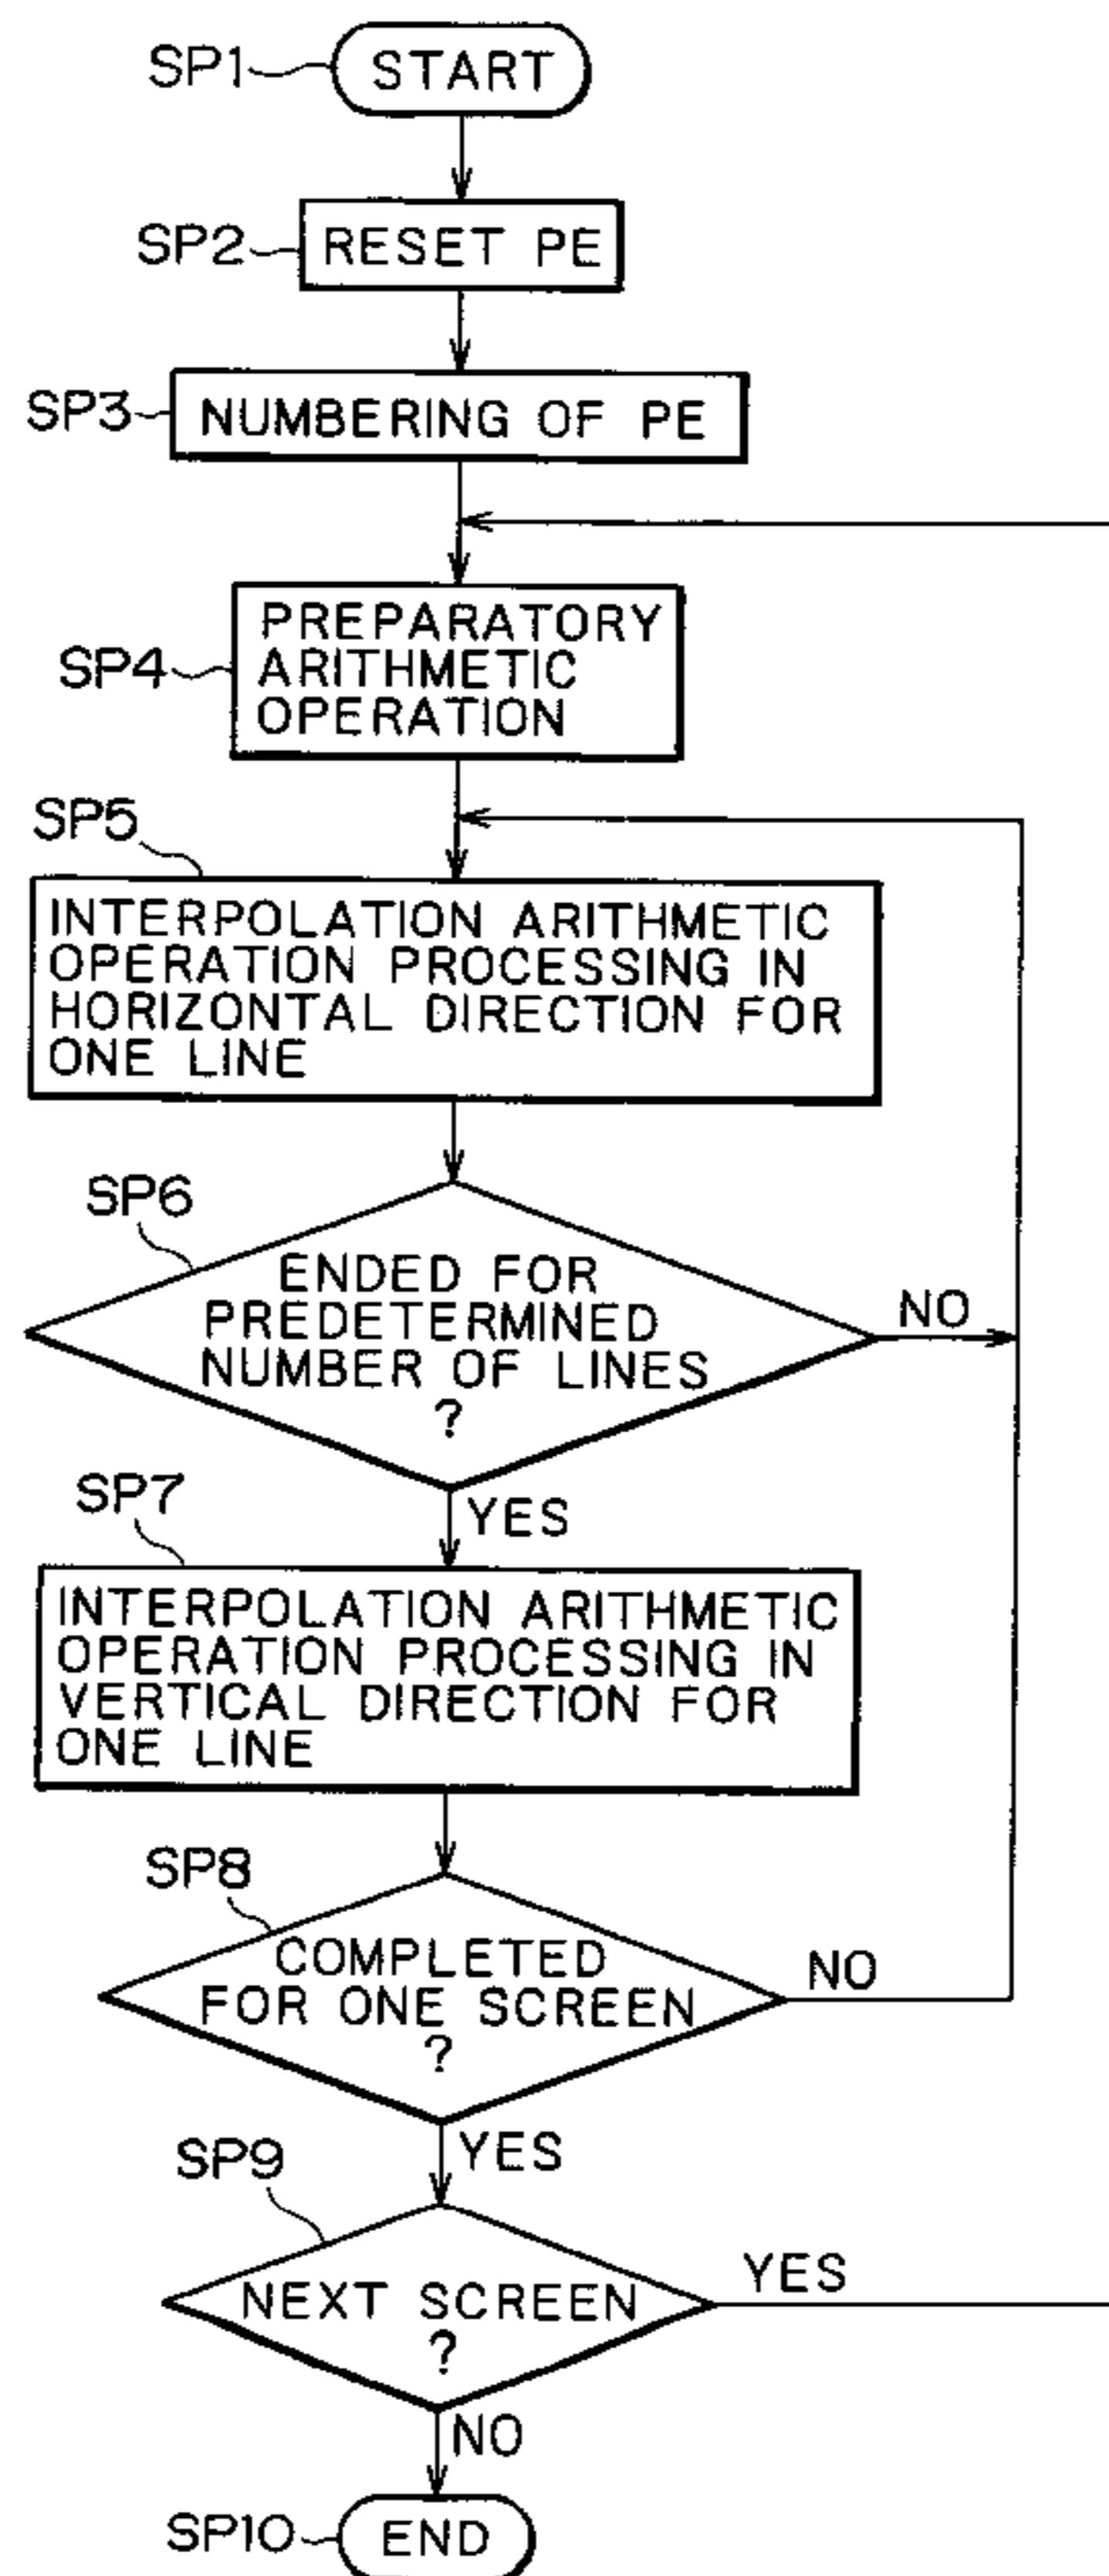 SP1
START
SP2
RESET PE
SP3
NUMBERING OF PE
SP4
PREPARATORY
ARITHMETIC
OPERATION
SP5
INTERPOLATION ARITHMETIC
OPERATION PROCESSING IN
HORIZONTAL DIRECTION FOR
ONE LINE
SP6
ENDED FOR
PREDETERMINED
NUMBER OF LINES
?
NO
YES
SP7
INTERPOLATION ARITHMETIC
OPERATION PROCESSING IN
VERTICAL DIRECTION FOR
ONE LINE
SP8
COMPLETED
FOR ONE SCREEN
?
NO
YES
SP9
NEXT SCREEN
?
YES
NO
SP10
END